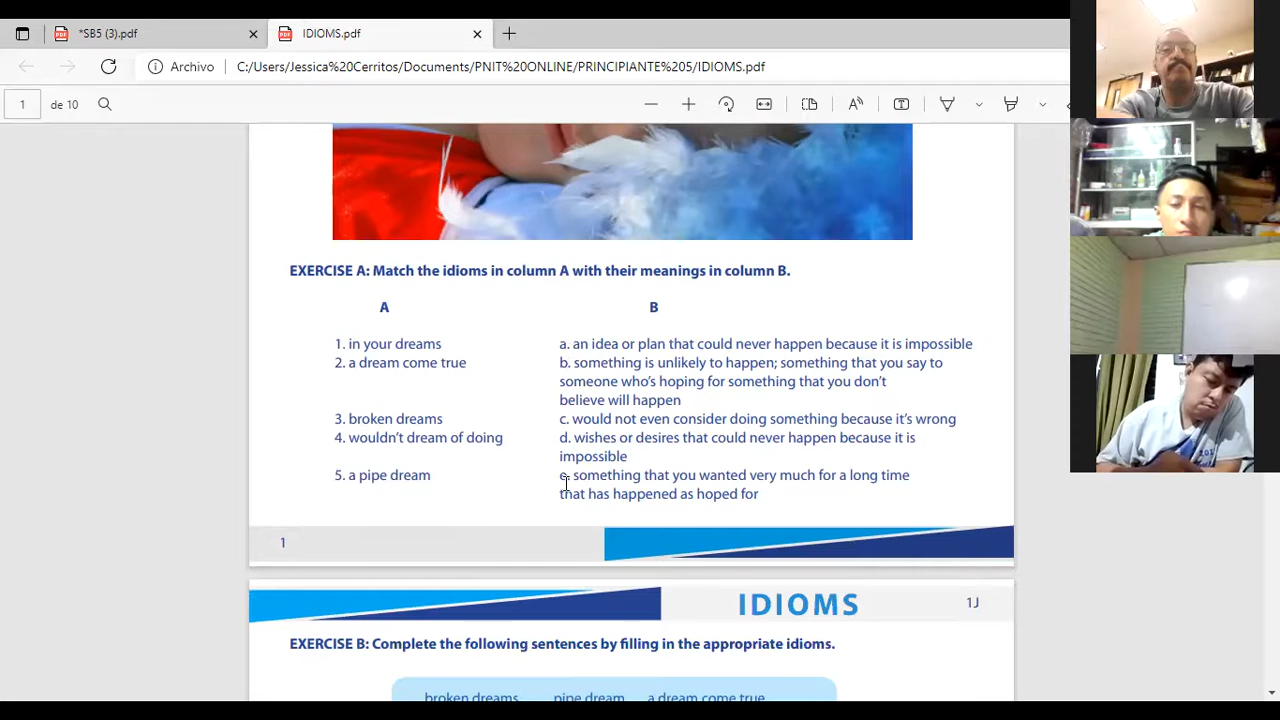 *SB5 (3).pdf
IDIOMS.pdf
Archivo C:/Users/Jessica%20Cerritos/Documents/PNIT%20ONLINE/PRINCIPIANTE%205/IDIOMS.pdf
1 de 10
EXERCISE A: Match the idioms in column A with their meanings in column B.
A B
1. in your dreams a. an idea or plan that could never happen because it is impossible
2. a dream come true b. something is unlikely to happen; something that you say to
someone who's hoping for something that you don't
believe will happen
3. broken dreams c. would not even consider doing something because it's wrong
4. wouldn't dream of doing d. wishes or desires that could never happen because it is
impossible
5. a pipe dream e. something that you wanted very much for a long time
that has happened as hoped for
1
IDIOMS 1J
EXERCISE B: Complete the following sentences by filling in the appropriate idioms.
broken dreams pipe dream a dream come true